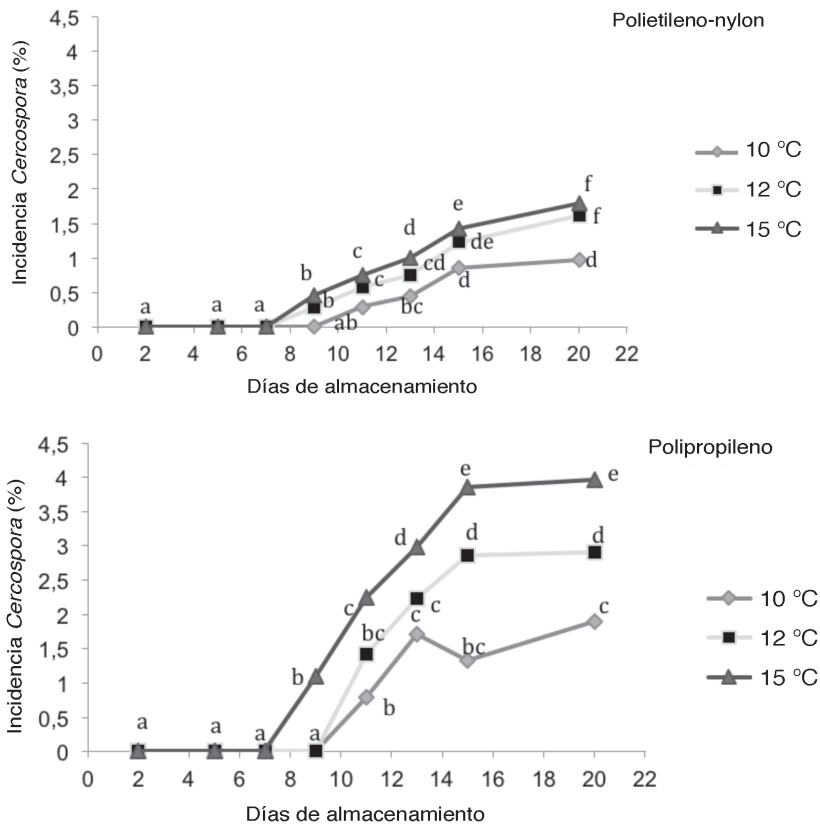 Polietileno-nylon
Incidencia Cercospora (%)
4,5
4
3,5
3
2,5
2
1,5
1
0,5
0
a
a
a
b
c
d
e
f
b
c
cd
de
f
ab
bc
d
d
0 2 4 6 8 10 12 14 16 18 20 22
Días de almacenamiento
10 °C
12 °C
15 °C
Polipropileno
Incidencia Cercospora (%)
4,5
4
3,5
3
2,5
2
1,5
1
0,5
0
a
a
a
a
b
c
d
e
e
bc
c
d
d
b
c
bc
c
0 2 4 6 8 10 12 14 16 18 20 22
Días de almacenamiento
10 °C
12 °C
15 °C